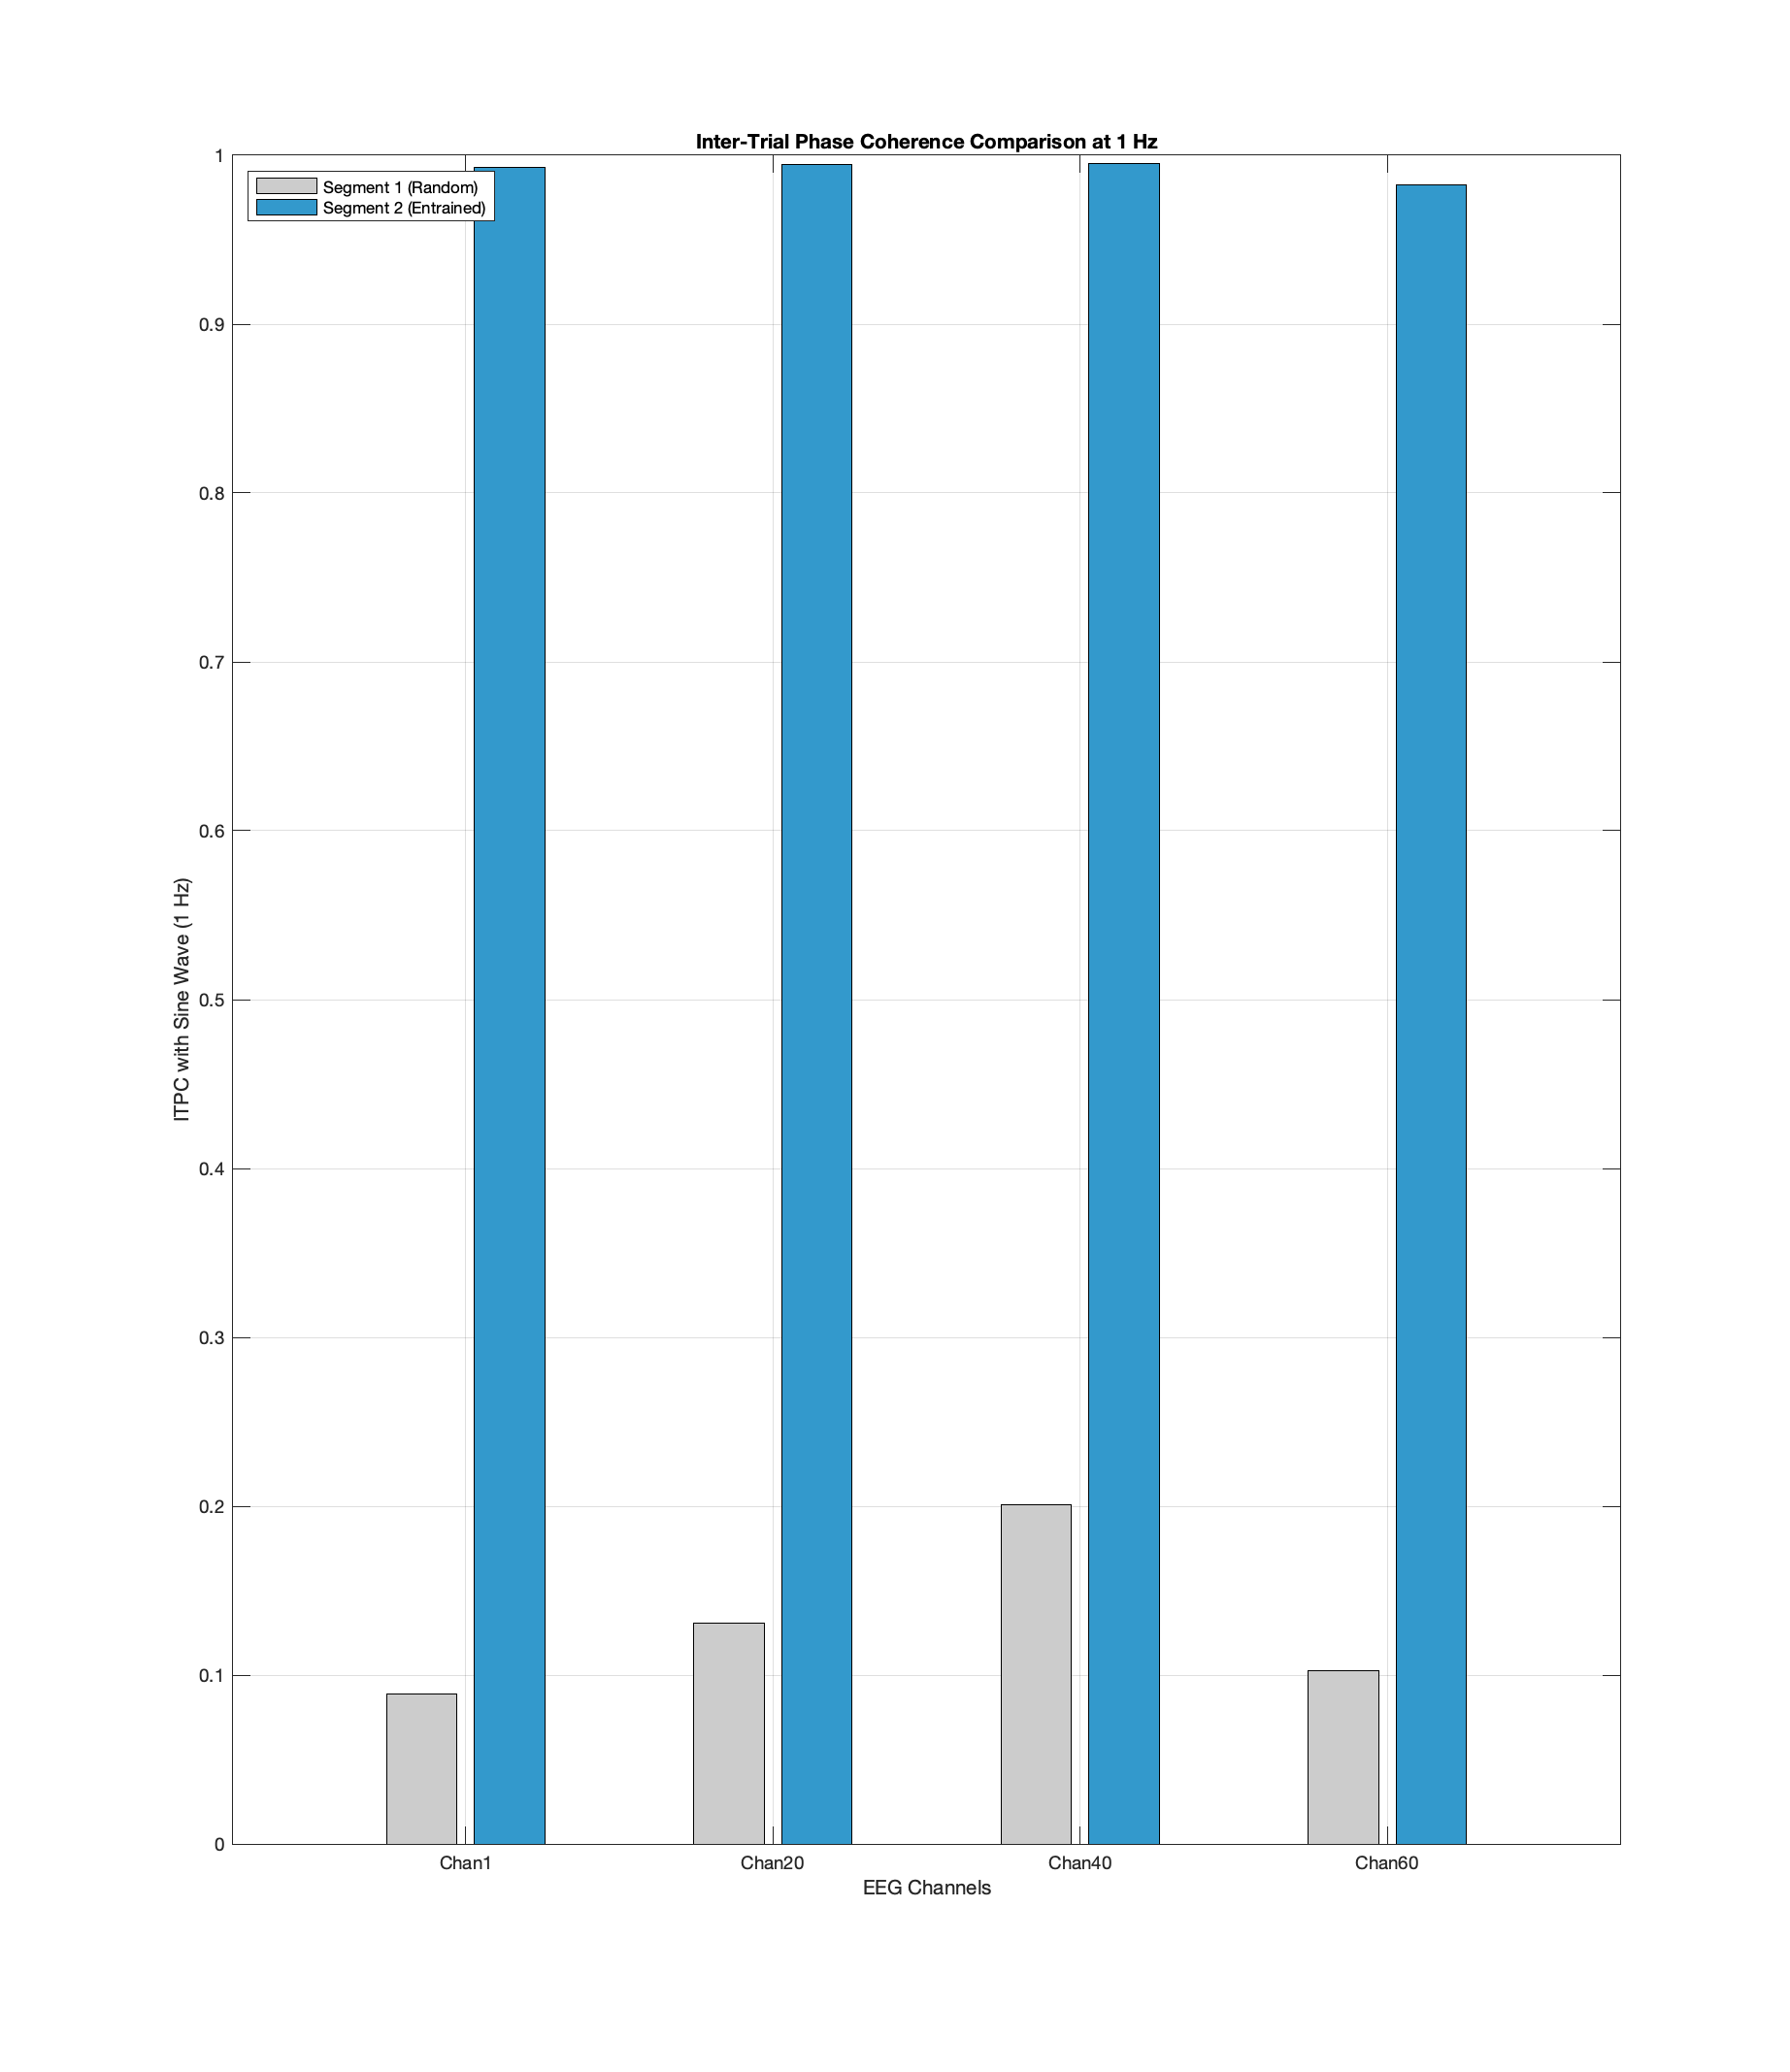 Inter-Trial Phase Coherence Comparison at 1 Hz
Segment 1 (Random)
Segment 2 (Entrained)
ITPC with Sine Wave (1 Hz)
1
0.9
0.8
0.7
0.6
0.5
0.4
0.3
0.2
0.1
0
Chan1 Chan20 Chan40 Chan60
EEG Channels